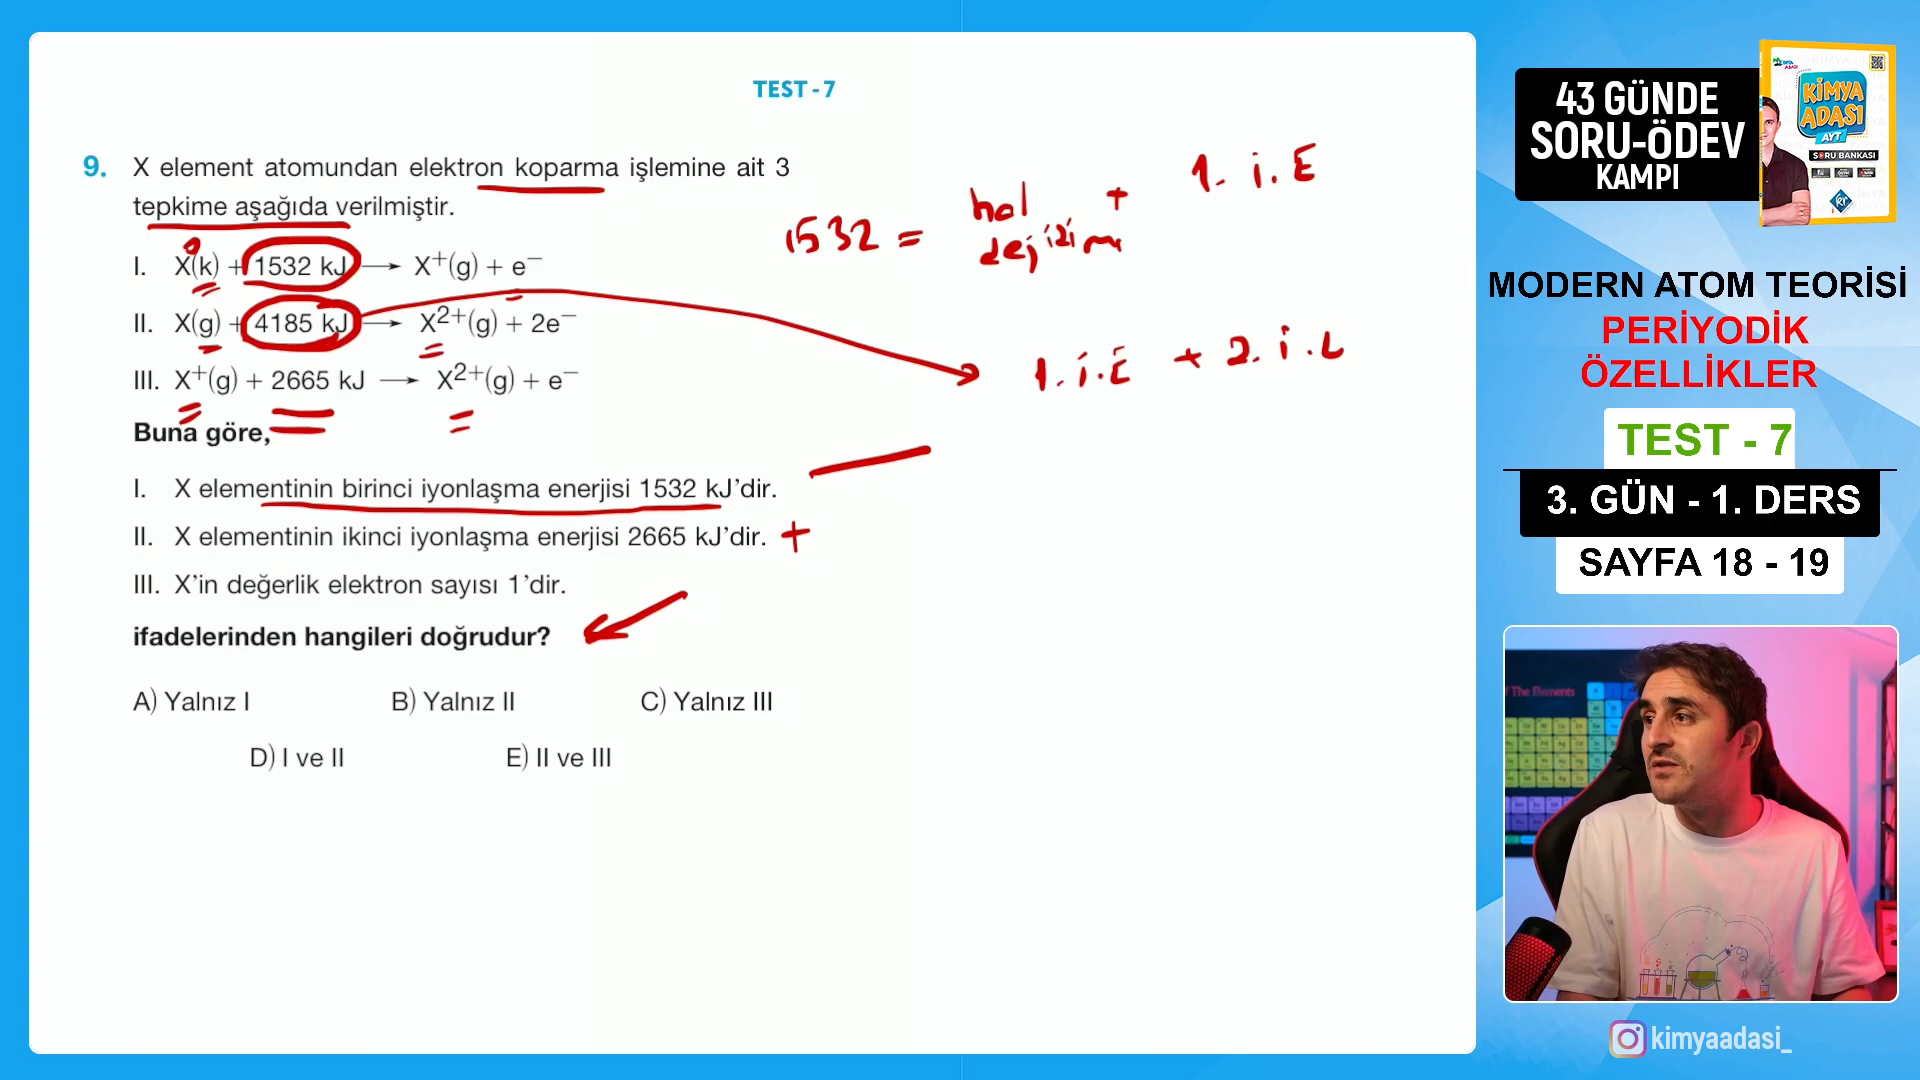 TEST - 7
9. X element atomundan elektron koparma işlemine ait 3
tepkime aşağıda verilmiştir.
I. X(k) + 1532 kJ → X⁺(g) + e⁻
II. X(g) + 4185 kJ → X²⁺(g) + 2e⁻
III. X⁺(g) + 2665 kJ → X²⁺(g) + e⁻
Buna göre,
I. X elementinin birinci iyonlaşma enerjisi 1532 kJ'dir.
II. X elementinin ikinci iyonlaşma enerjisi 2665 kJ'dir. +
III. X'in değerlik elektron sayısı 1'dir.
ifadelerinden hangileri doğrudur?
A) Yalnız I
B) Yalnız II
C) Yalnız III
D) I ve II
E) II ve III
1532 = hal değişimi + 1. i.E
1. i.E + 2. i.E
43 GÜNDE
SORU-ÖDEV
KAMPI
KİMYA
ADASI
AYT
SORU BANKASI
MODERN ATOM TEORİSİ
PERİYODİK
ÖZELLİKLER
TEST - 7
3. GÜN - 1. DERS
SAYFA 18 - 19
The Elements
kimyaadasi_